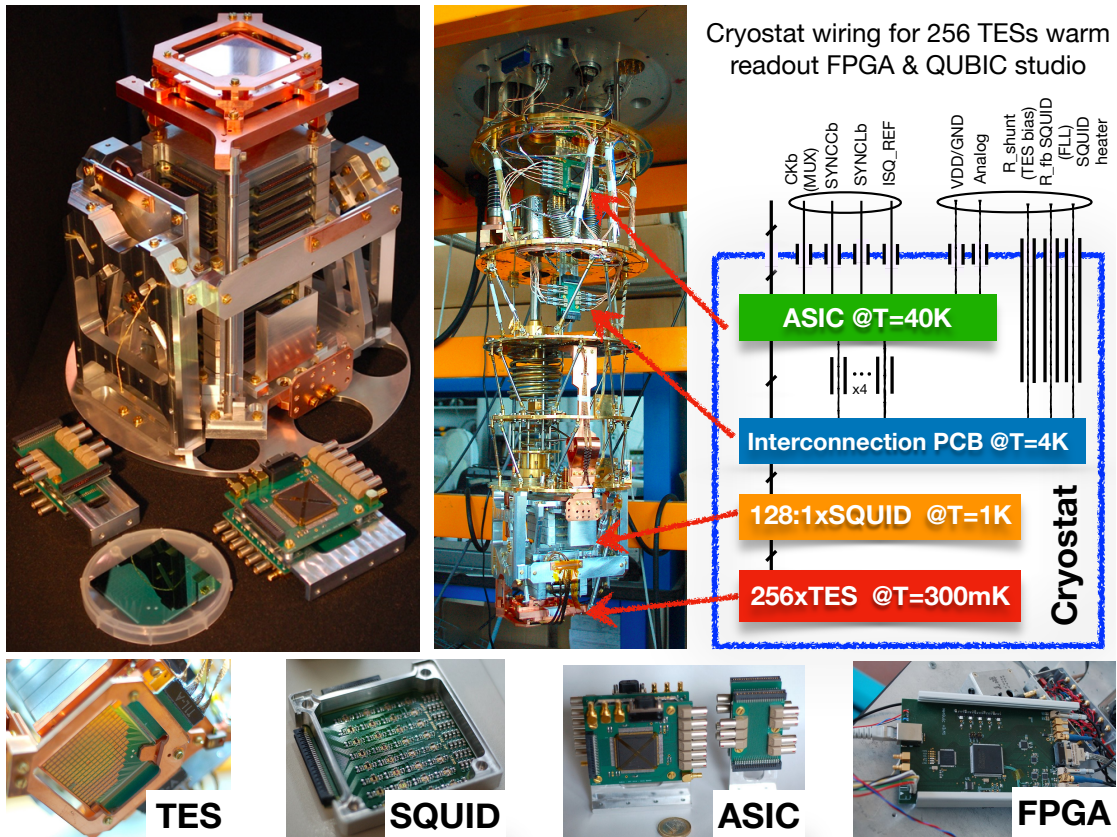 Cryostat wiring for 256 TESs warm
readout FPGA & QUBIC studio
CKb
(MUX)
SYNCCb
SYNCLb
ISQ_REF
VDD/GND
Analog
R_shunt
(TES bias)
R_fb SQUID
(FLL)
SQUID
heater
ASIC @T=40K
x4
Interconnection PCB @T=4K
128:1xSQUID @T=1K
256xTES @T=300mK
Cryostat
TES
SQUID
ASIC
FPGA